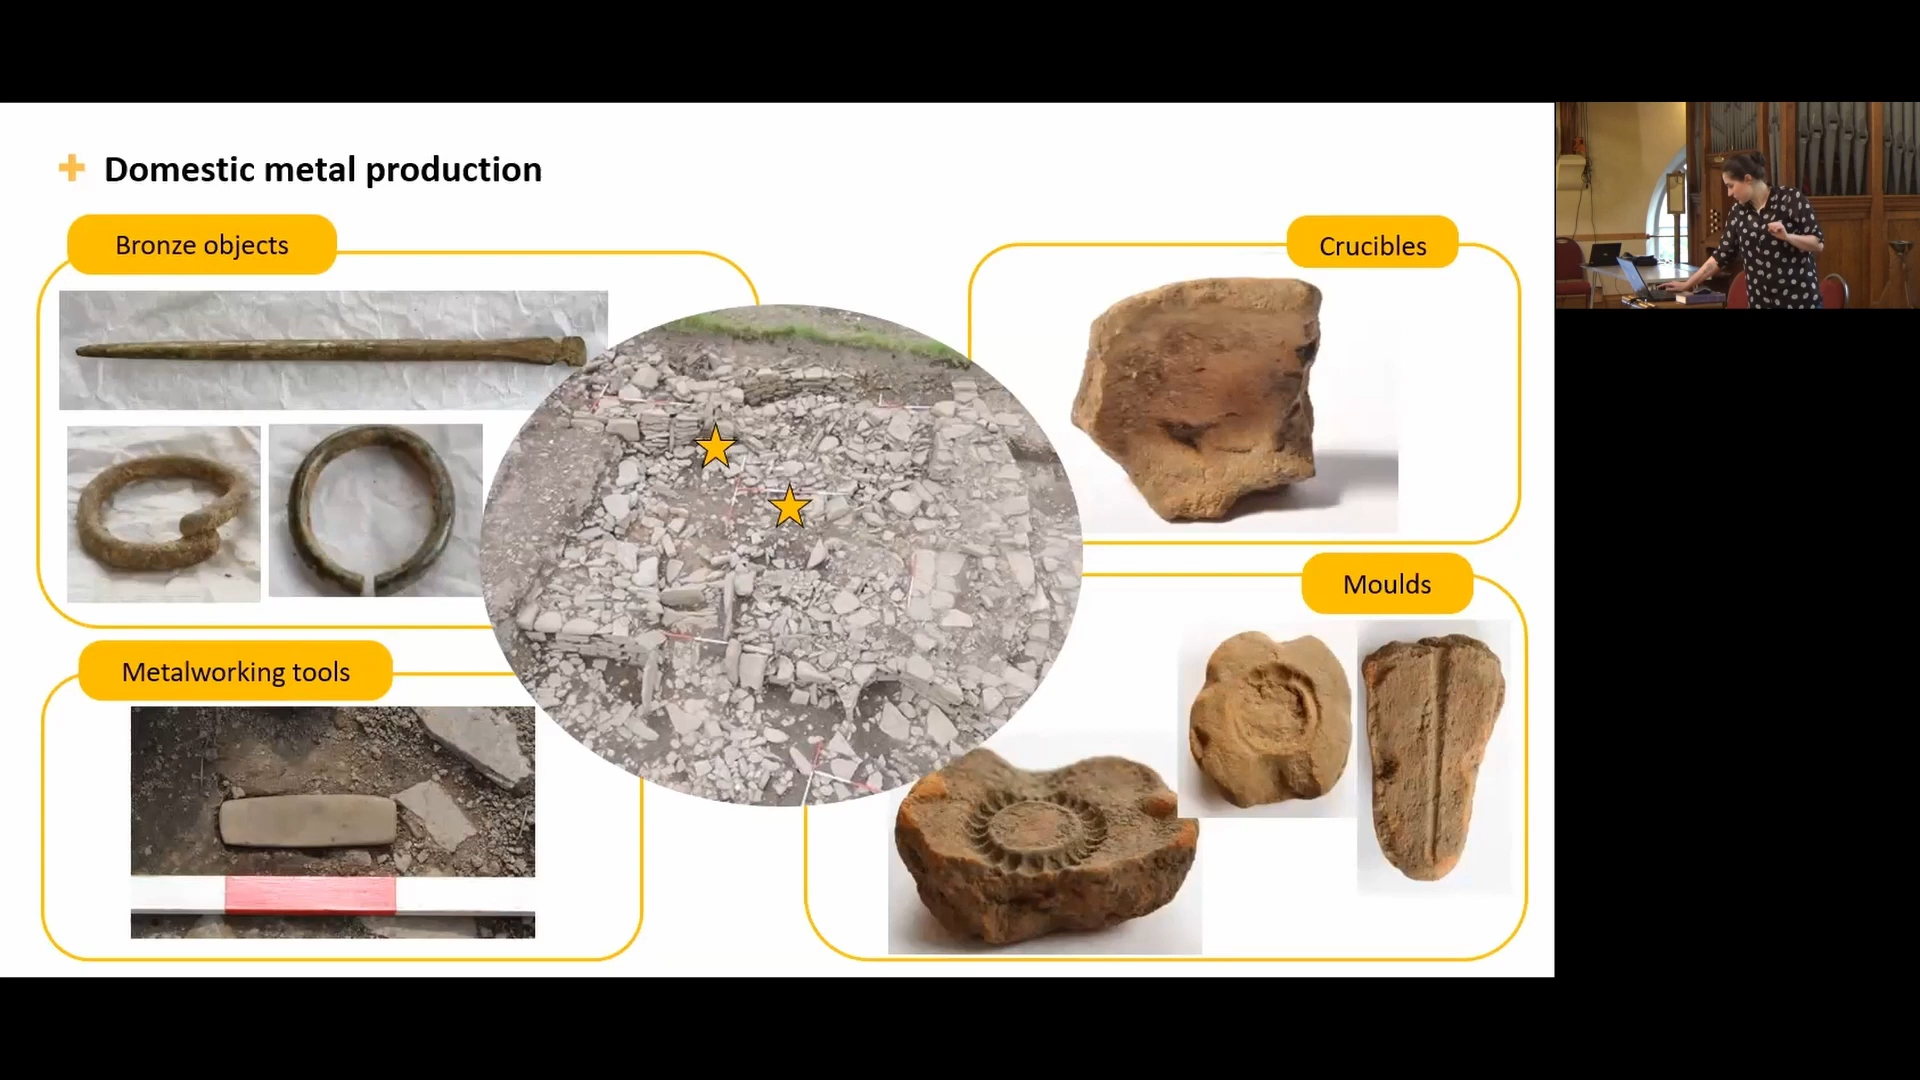 Domestic metal production
Bronze objects
Crucibles
Moulds
Metalworking tools